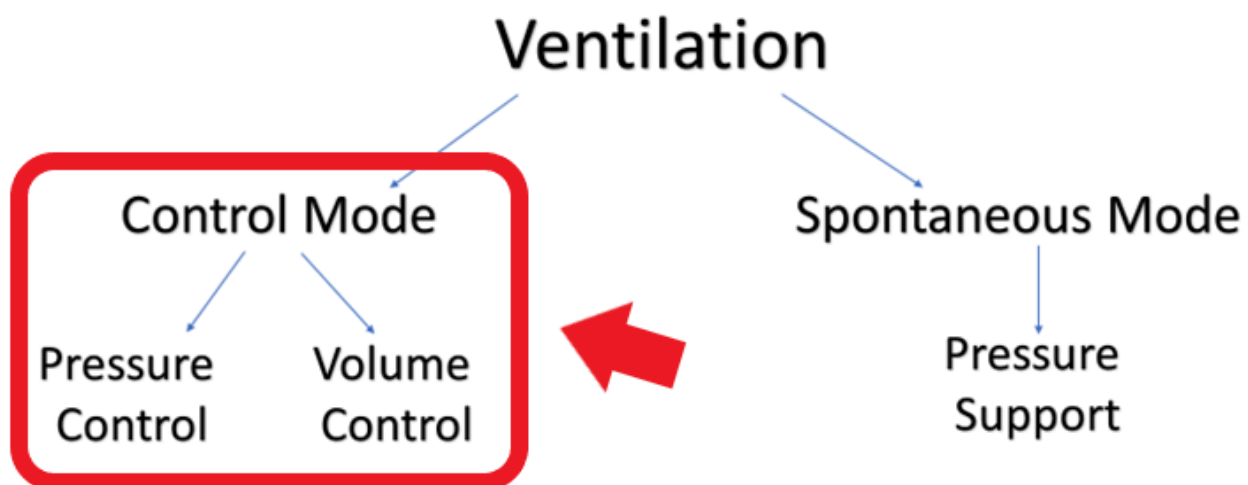 Ventilation
Control Mode
Spontaneous Mode
Pressure
Control
Volume
Control
Pressure
Support